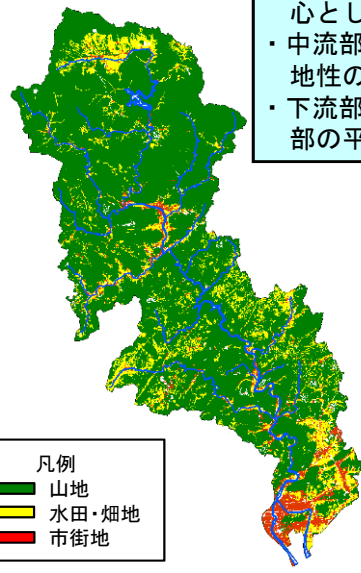 心とし
・中流部
地性の
・下流部
部の平
凡例
山地
水田・畑地
市街地